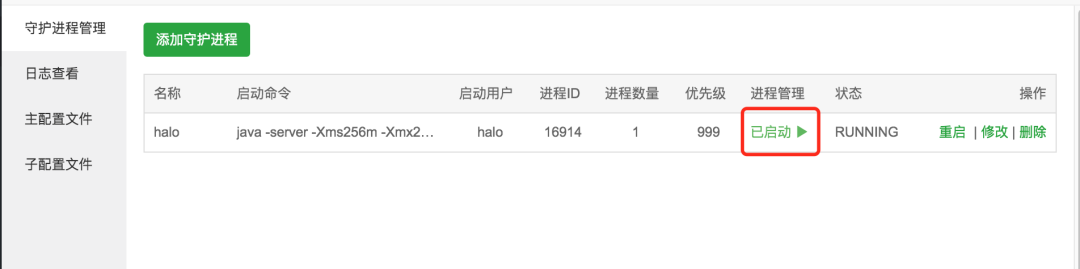 守护进程管理
日志查看
主配置文件
子配置文件
添加守护进程
名称 启动命令 启动用户 进程ID 进程数量 优先级 进程管理 状态 操作
halo java -server -Xms256m -Xmx2... halo 16914 1 999 已启动 RUNNING 重启 | 修改 | 删除